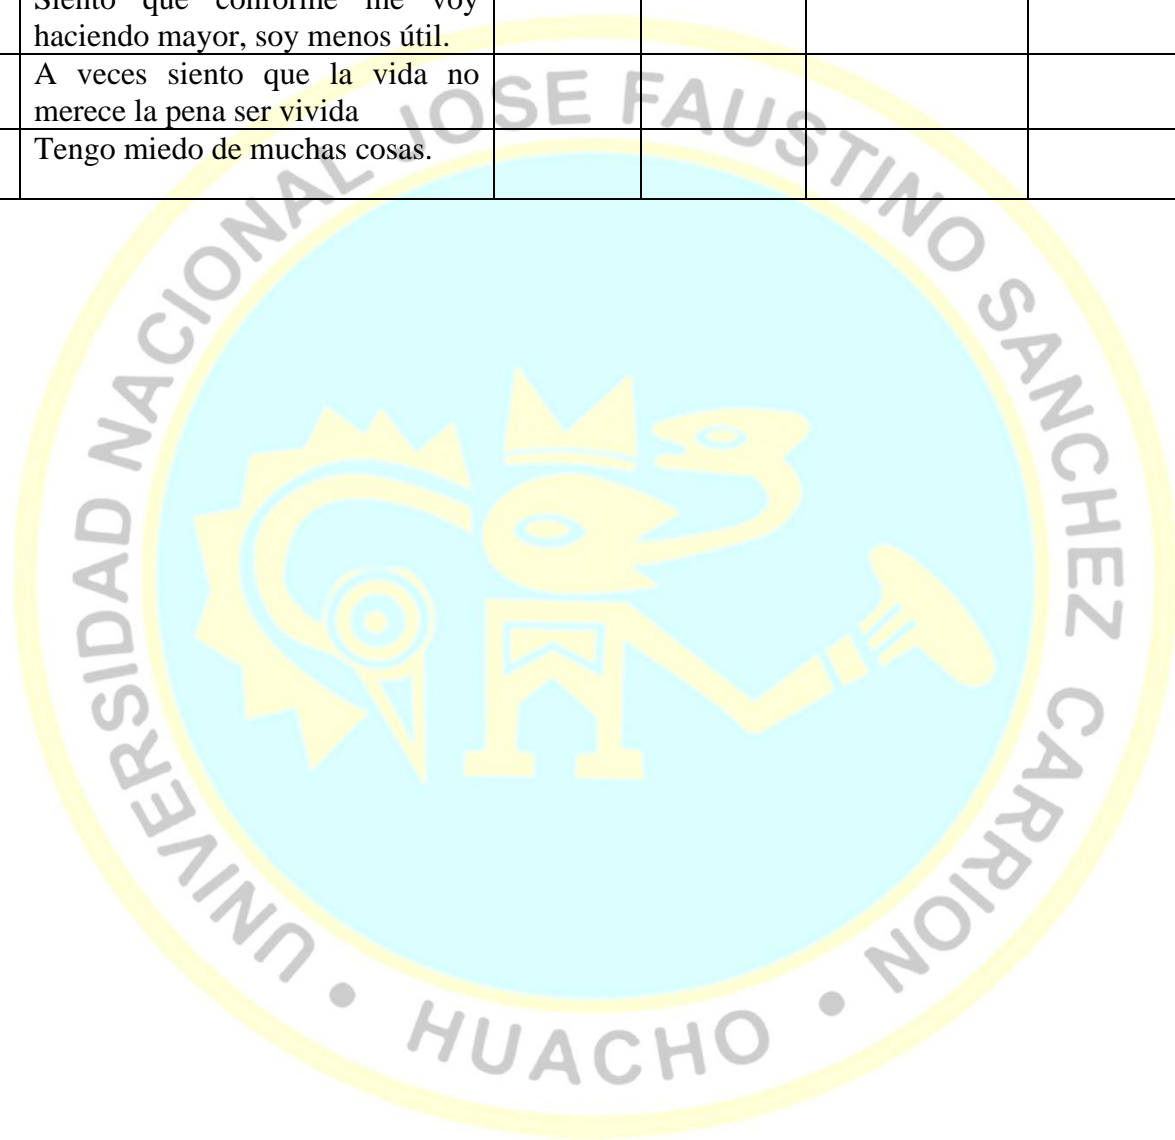 Siento que conforme me voy
haciendo mayor, soy menos útil.
A veces siento que la vida no
merece la pena ser vivida
Tengo miedo de muchas cosas.
UNIVERSIDAD NACIONAL JOSE FAUSTINO SANCHEZ CARRION • HUACHO •